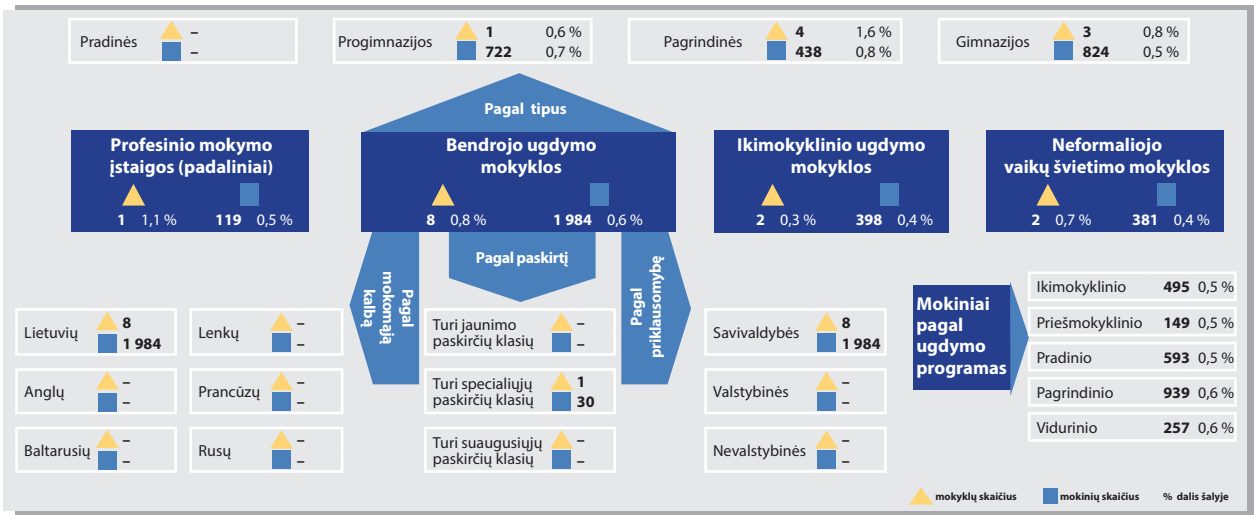 Pradinės
–
–
Progimnazijos
1 0,6 %
722 0,7 %
Pagrindinės
4 1,6 %
438 0,8 %
Gimnazijos
3 0,8 %
824 0,5 %
Pagal tipus
Profesinio mokymo
įstaigos (padaliniai)
1 1,1 % 119 0,5 %
Bendrojo ugdymo
mokyklos
8 0,8 % 1 984 0,6 %
Ikimokyklinio ugdymo
mokyklos
2 0,3 % 398 0,4 %
Neformaliojo
vaikų švietimo mokyklos
2 0,7 % 381 0,4 %
Pagal
mokomąją
kalbą
Pagal paskirtį
Pagal
priklausomybę
Lietuvių
8
1 984
Lenkų
–
–
Anglų
–
–
Prancūzų
–
–
Baltarusių
–
–
Rusų
–
–
Turi jaunimo
paskirčių klasių
–
–
Turi specialiųjų
paskirčių klasių
1
30
Turi suaugusiųjų
paskirčių klasių
–
–
Savivaldybės
8
1 984
Valstybinės
–
–
Nevalstybinės
–
–
Mokiniai
pagal
ugdymo
programas
Ikimokyklinio 495 0,5 %
Priešmokyklinio 149 0,5 %
Pradinio 593 0,5 %
Pagrindinio 939 0,6 %
Vidurinio 257 0,6 %
mokyklų skaičius mokinių skaičius % dalis šalyje